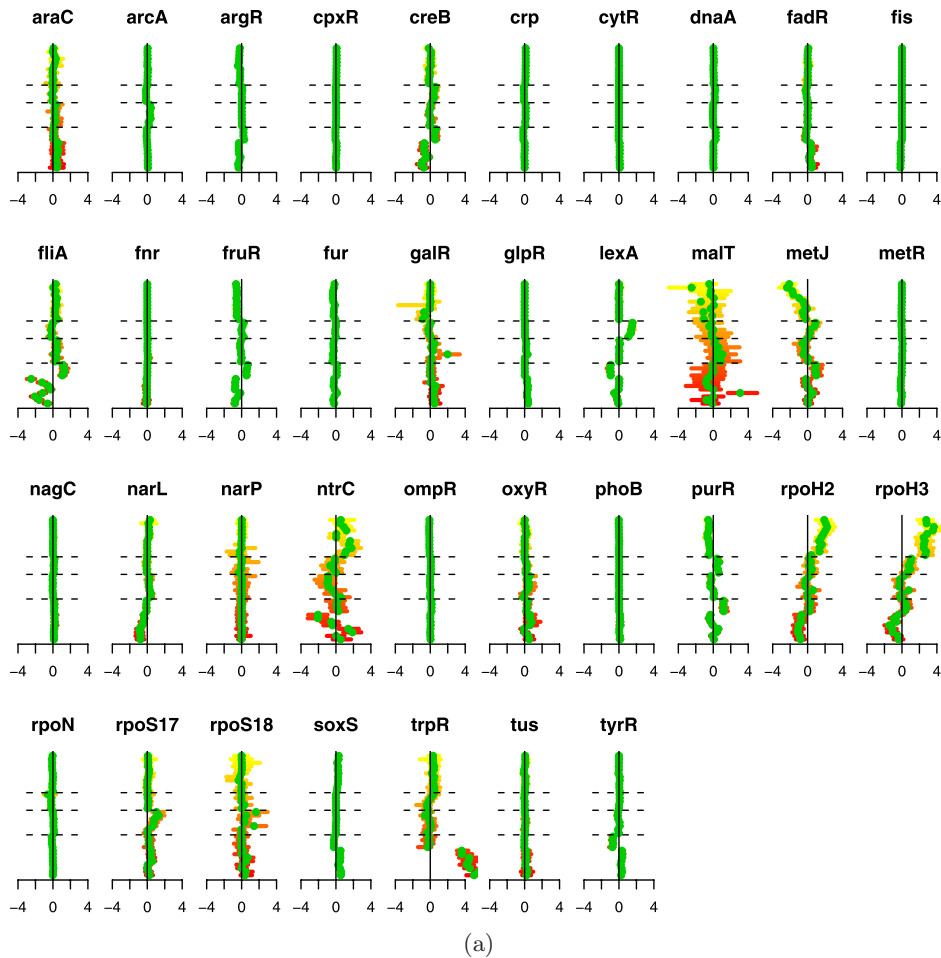 araC arcA argR cpxR creB crp cytR dnaA fadR fis
−4 0 4 −4 0 4 −4 0 4 −4 0 4 −4 0 4 −4 0 4 −4 0 4 −4 0 4 −4 0 4 −4 0 4
fliA fnr fruR fur galR glpR lexA malT metJ metR
−4 0 4 −4 0 4 −4 0 4 −4 0 4 −4 0 4 −4 0 4 −4 0 4 −4 0 4 −4 0 4 −4 0 4
nagC narL narP ntrC ompR oxyR phoB purR rpoH2 rpoH3
−4 0 4 −4 0 4 −4 0 4 −4 0 4 −4 0 4 −4 0 4 −4 0 4 −4 0 4 −4 0 4 −4 0 4
rpoN rpoS17 rpoS18 soxS trpR tus tyrR
−4 0 4 −4 0 4 −4 0 4 −4 0 4 −4 0 4 −4 0 4 −4 0 4
(a)